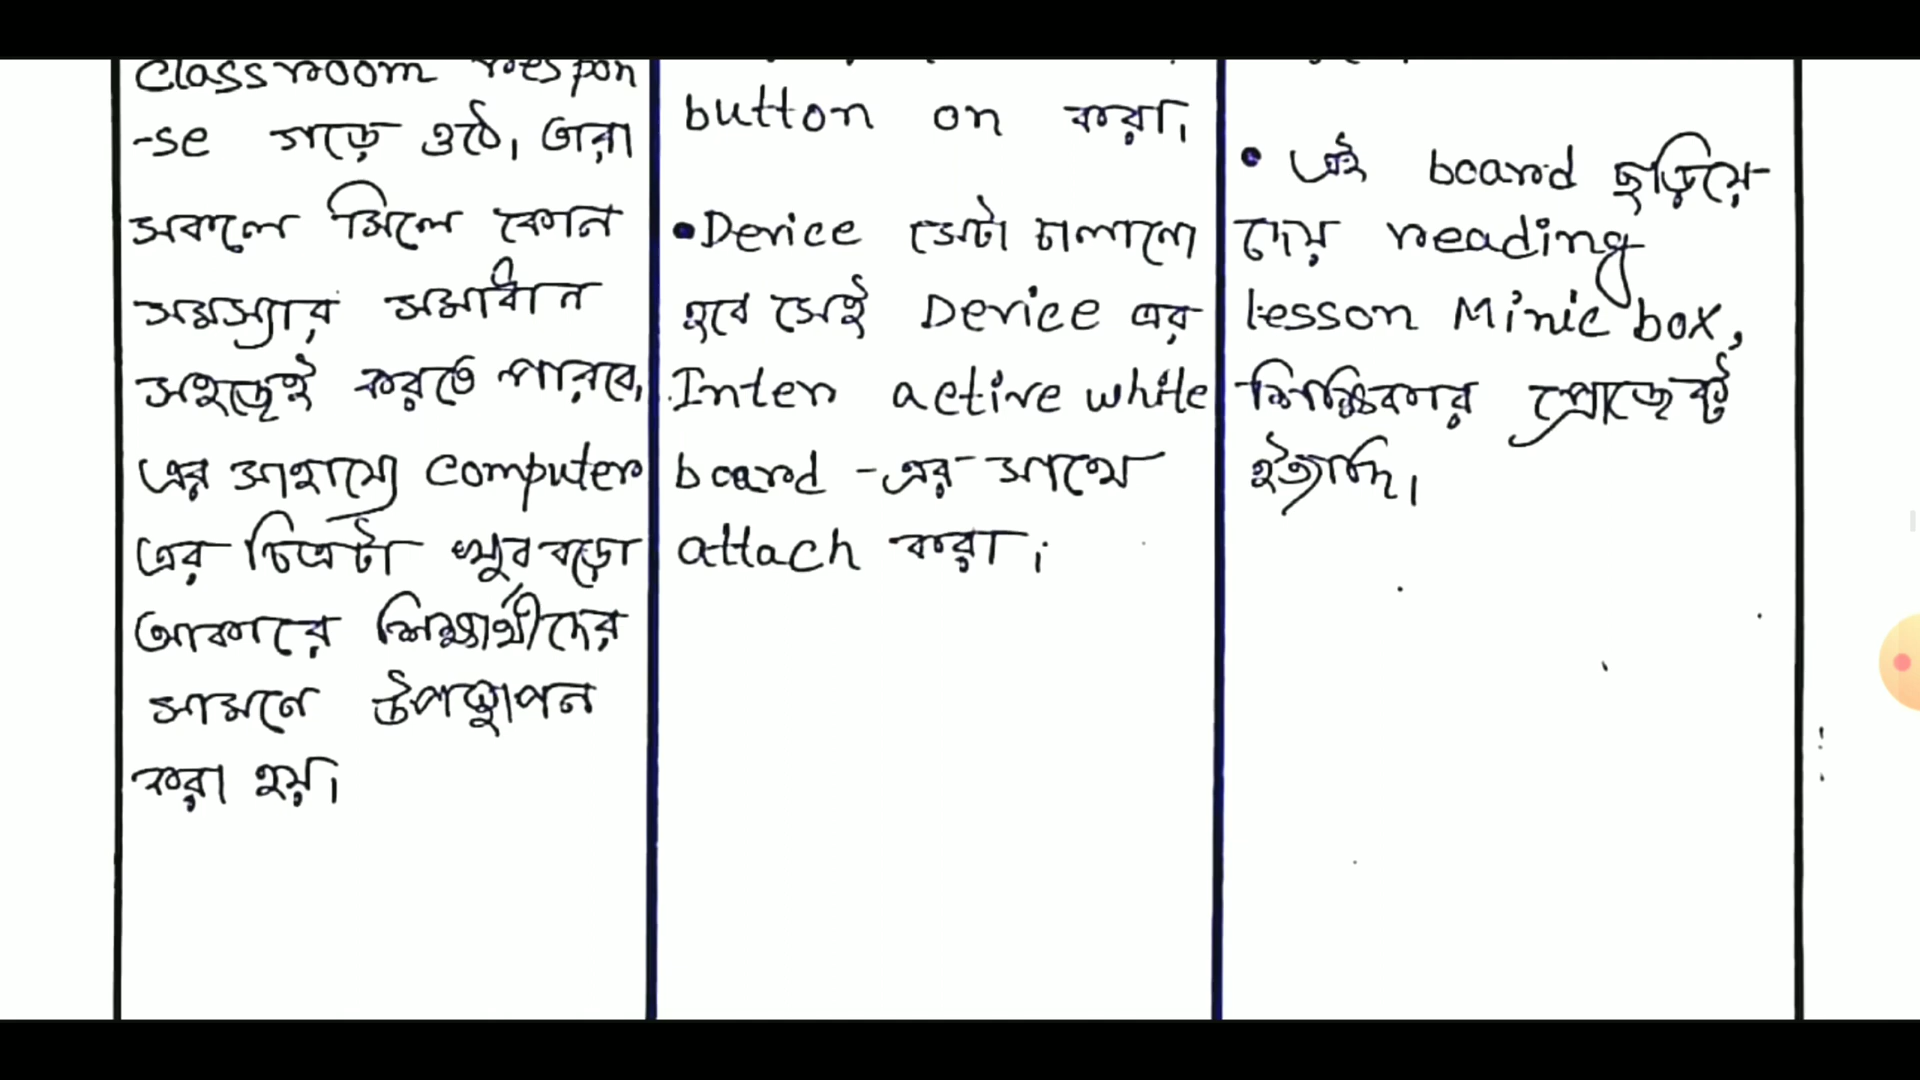 classroom respon
-se গড়ে ওঠে, তারা
সকলে মিলে কোন
সমস্যার সমাধান
সহজেই করতে পারবে,
এর সাহায্যে computer
এর চিত্রটা খুব বড়ো
আকারে শিক্ষার্থীদের
সামনে উপস্থাপন
করা হয়।
button on করা।
• Device যেটা চালানো
হবে সেই Device এর
Inter active white
board -এর সাথে
attach করা।
• এই board ছড়িয়ে
দেয় reading
lesson Minic box,
শিক্ষিকার প্রোজেক্ট
ইত্যাদি।